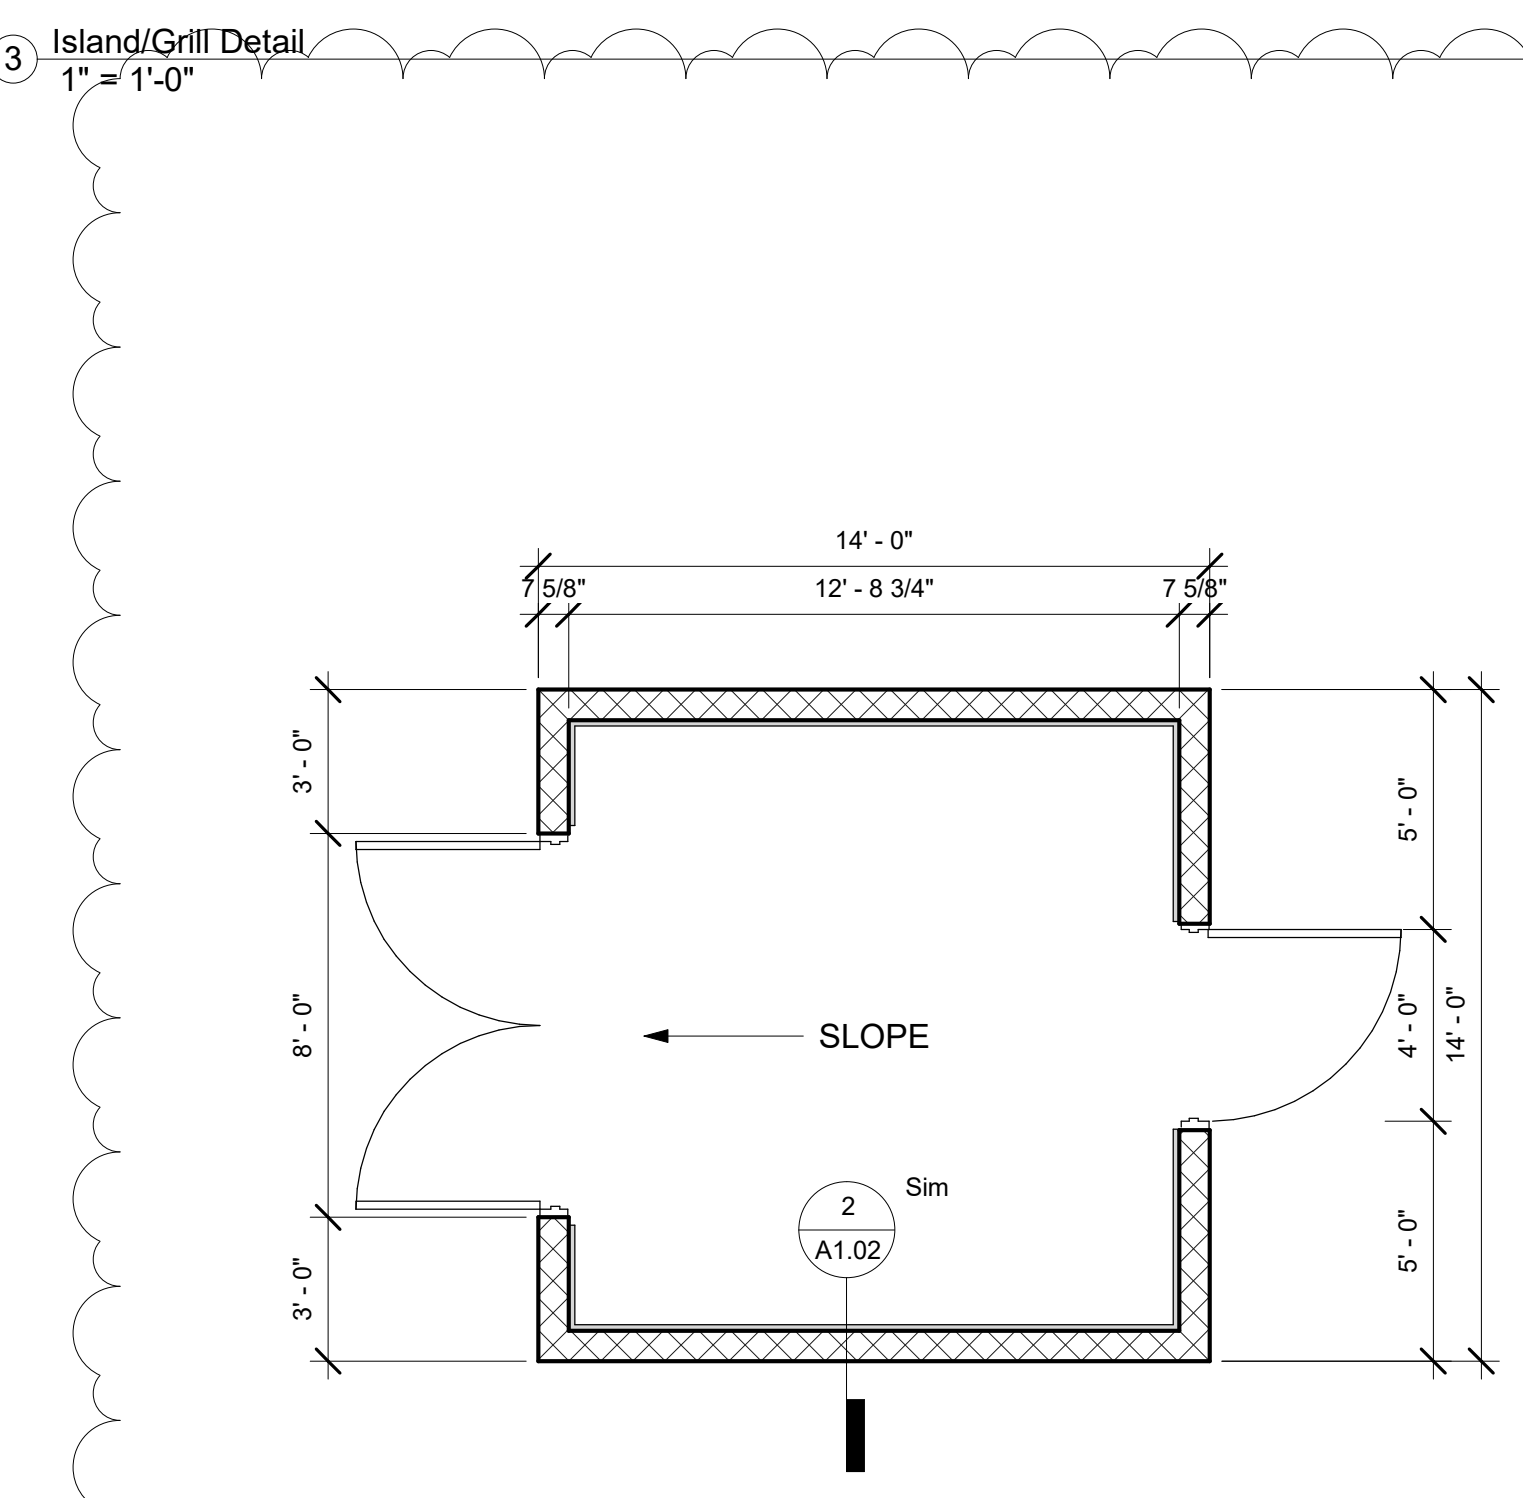 3
Island/Grill Detail
1" = 1'-0"
14' - 0"
7 5/8"
12' - 8 3/4"
7 5/8"
3' - 0"
8' - 0"
3' - 0"
5' - 0"
4' - 0"
14' - 0"
5' - 0"
SLOPE
Sim
2
A1.02